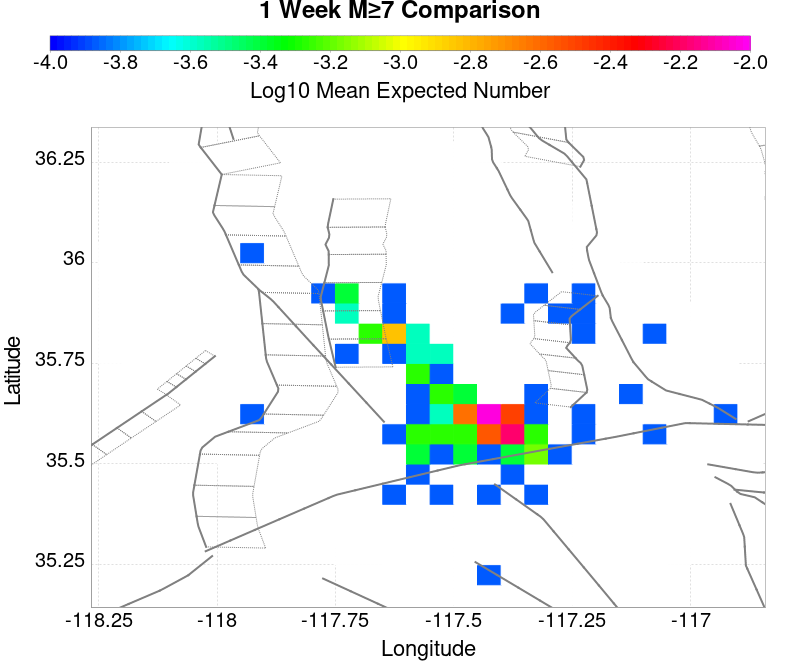 1 Week M≥7 Comparison
-4.0 -3.8 -3.6 -3.4 -3.2 -3.0 -2.8 -2.6 -2.4 -2.2 -2.0
Log10 Mean Expected Number
36.25
36
35.75
35.5
35.25
Latitude
-118.25 -118 -117.75 -117.5 -117.25 -117
Longitude